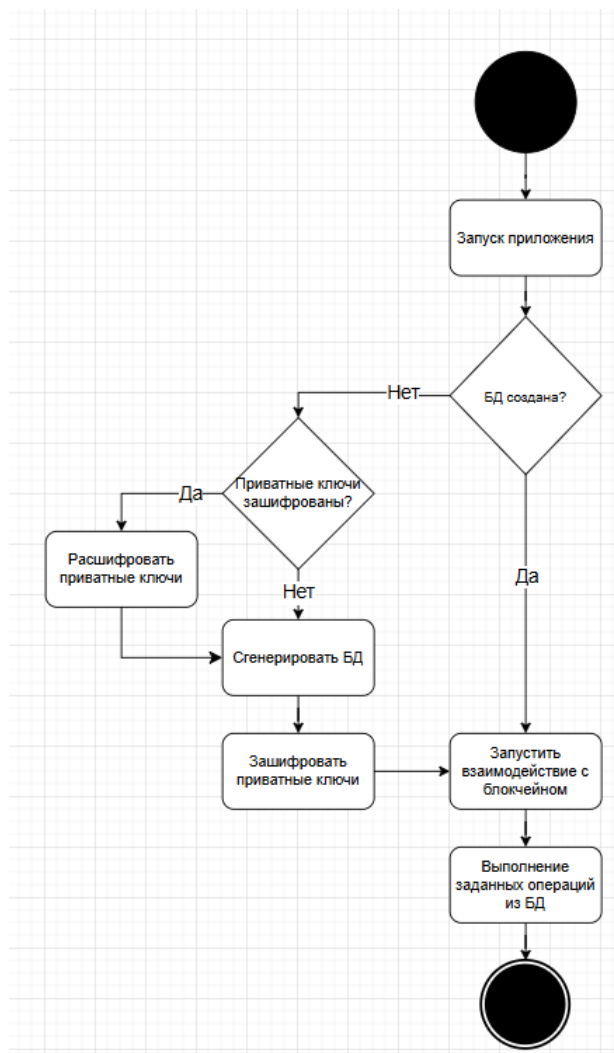 Запуск приложения
БД создана?
Нет
Приватные ключи
зашифрованы?
Да
Расшифровать
приватные ключи
Нет
Да
Сгенерировать БД
Зашифровать
приватные ключи
Запустить
взаимодействие с
блокчейном
Выполнение
заданных операций
из БД